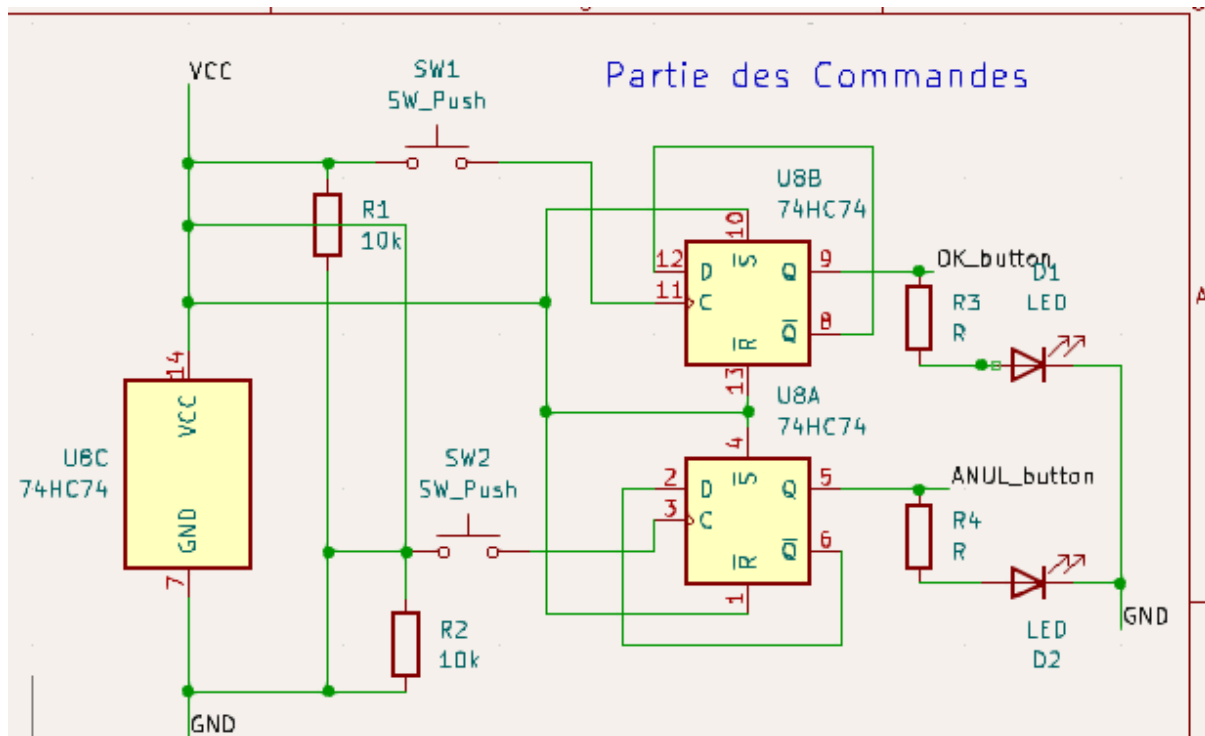 VCC
SW1
SW_Push
Partie des Commandes
U8B
74HC74
R1
10k
10
12
D
S
Q
9
OK_button
D1
LED
11
C
R3
R
Q
8
R
13
14
VCC
U8A
74HC74
4
U8C
74HC74
SW2
SW_Push
2
D
S
Q
5
ANUL_button
3
C
R4
R
GND
Q
6
R
7
1
GND
R2
10k
LED
D2
GND
A